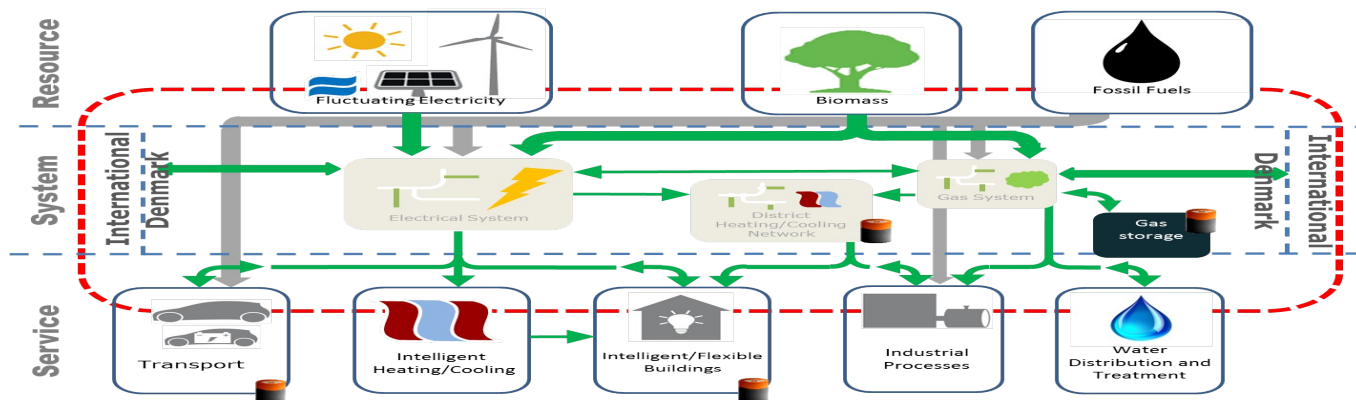 Resource
Fluctuating Electricity
Biomass
Fossil Fuels
System
International
Denmark
Electrical System
District
Heating/Cooling
Network
Gas System
Gas
storage
Denmark
International
Service
Transport
Intelligent
Heating/Cooling
Intelligent/Flexible
Buildings
Industrial
Processes
Water
Distribution and
Treatment